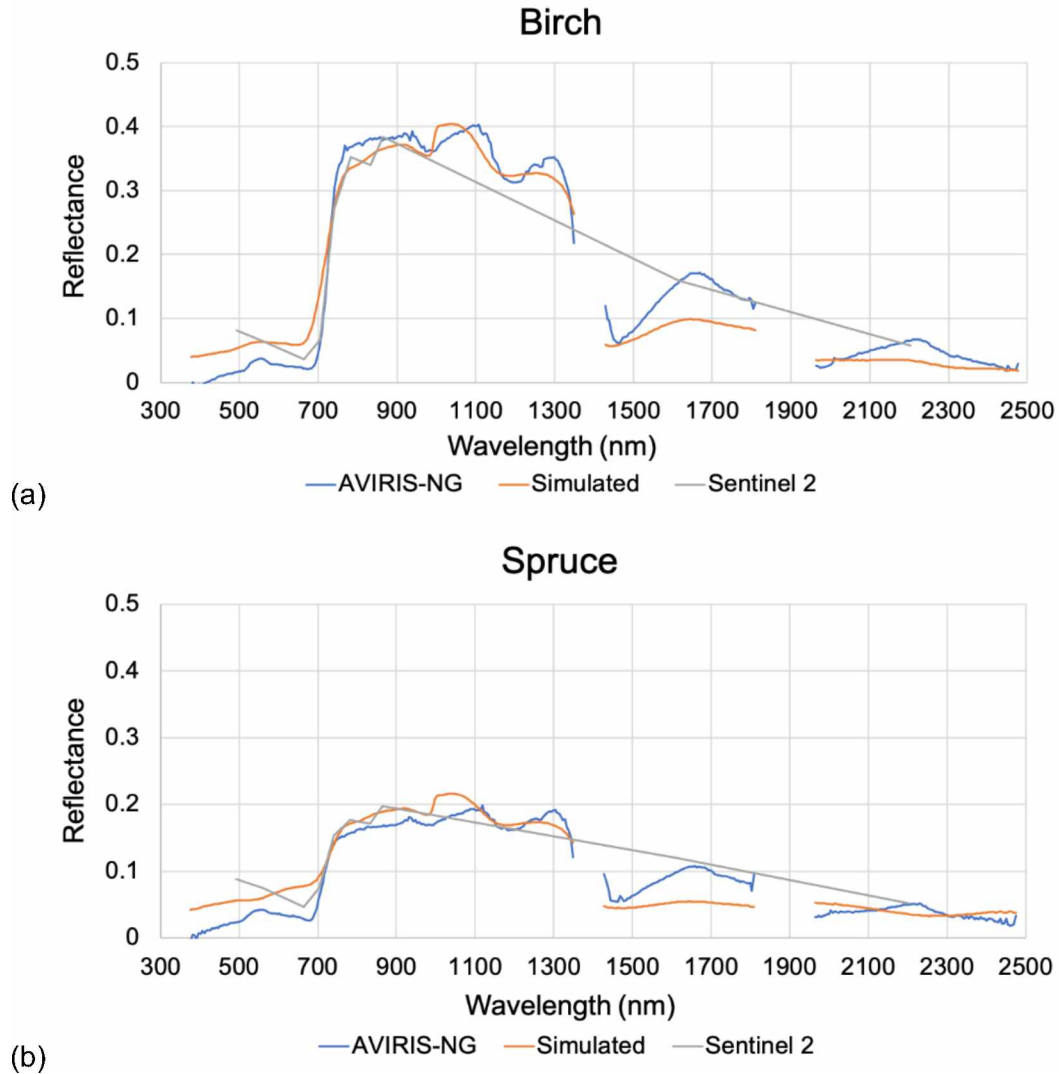 Birch
0.5
0.4
0.3
0.2
0.1
0
Reflectance
300 500 700 900 1100 1300 1500 1700 1900 2100 2300 2500
Wavelength (nm)
AVIRIS-NG Simulated Sentinel 2
(a)
Spruce
0.5
0.4
0.3
0.2
0.1
0
Reflectance
300 500 700 900 1100 1300 1500 1700 1900 2100 2300 2500
Wavelength (nm)
AVIRIS-NG Simulated Sentinel 2
(b)